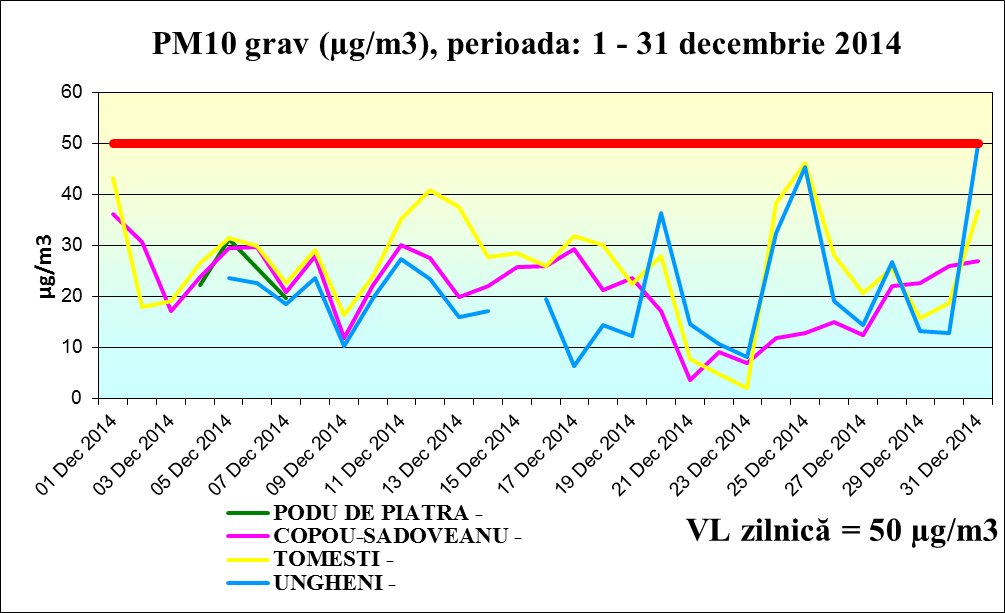 PM10 grav (µg/m3), perioada: 1 - 31 decembrie 2014
60
50
40
30
20
10
0
µg/m3
01 Dec 2014
03 Dec 2014
05 Dec 2014
07 Dec 2014
09 Dec 2014
11 Dec 2014
13 Dec 2014
15 Dec 2014
17 Dec 2014
19 Dec 2014
21 Dec 2014
23 Dec 2014
25 Dec 2014
27 Dec 2014
29 Dec 2014
31 Dec 2014
PODU DE PIATRA -
COPOU-SADOVEANU -
TOMESTI -
UNGHENI -
VL zilnică = 50 µg/m3